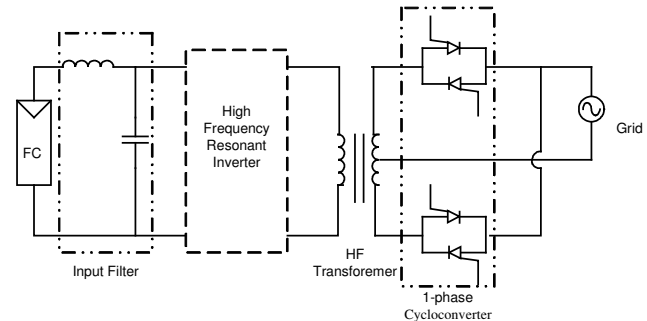 FC
Input Filter
High
Frequency
Resonant
Inverter
HF
Transforemer
1-phase
Cycloconverter
Grid